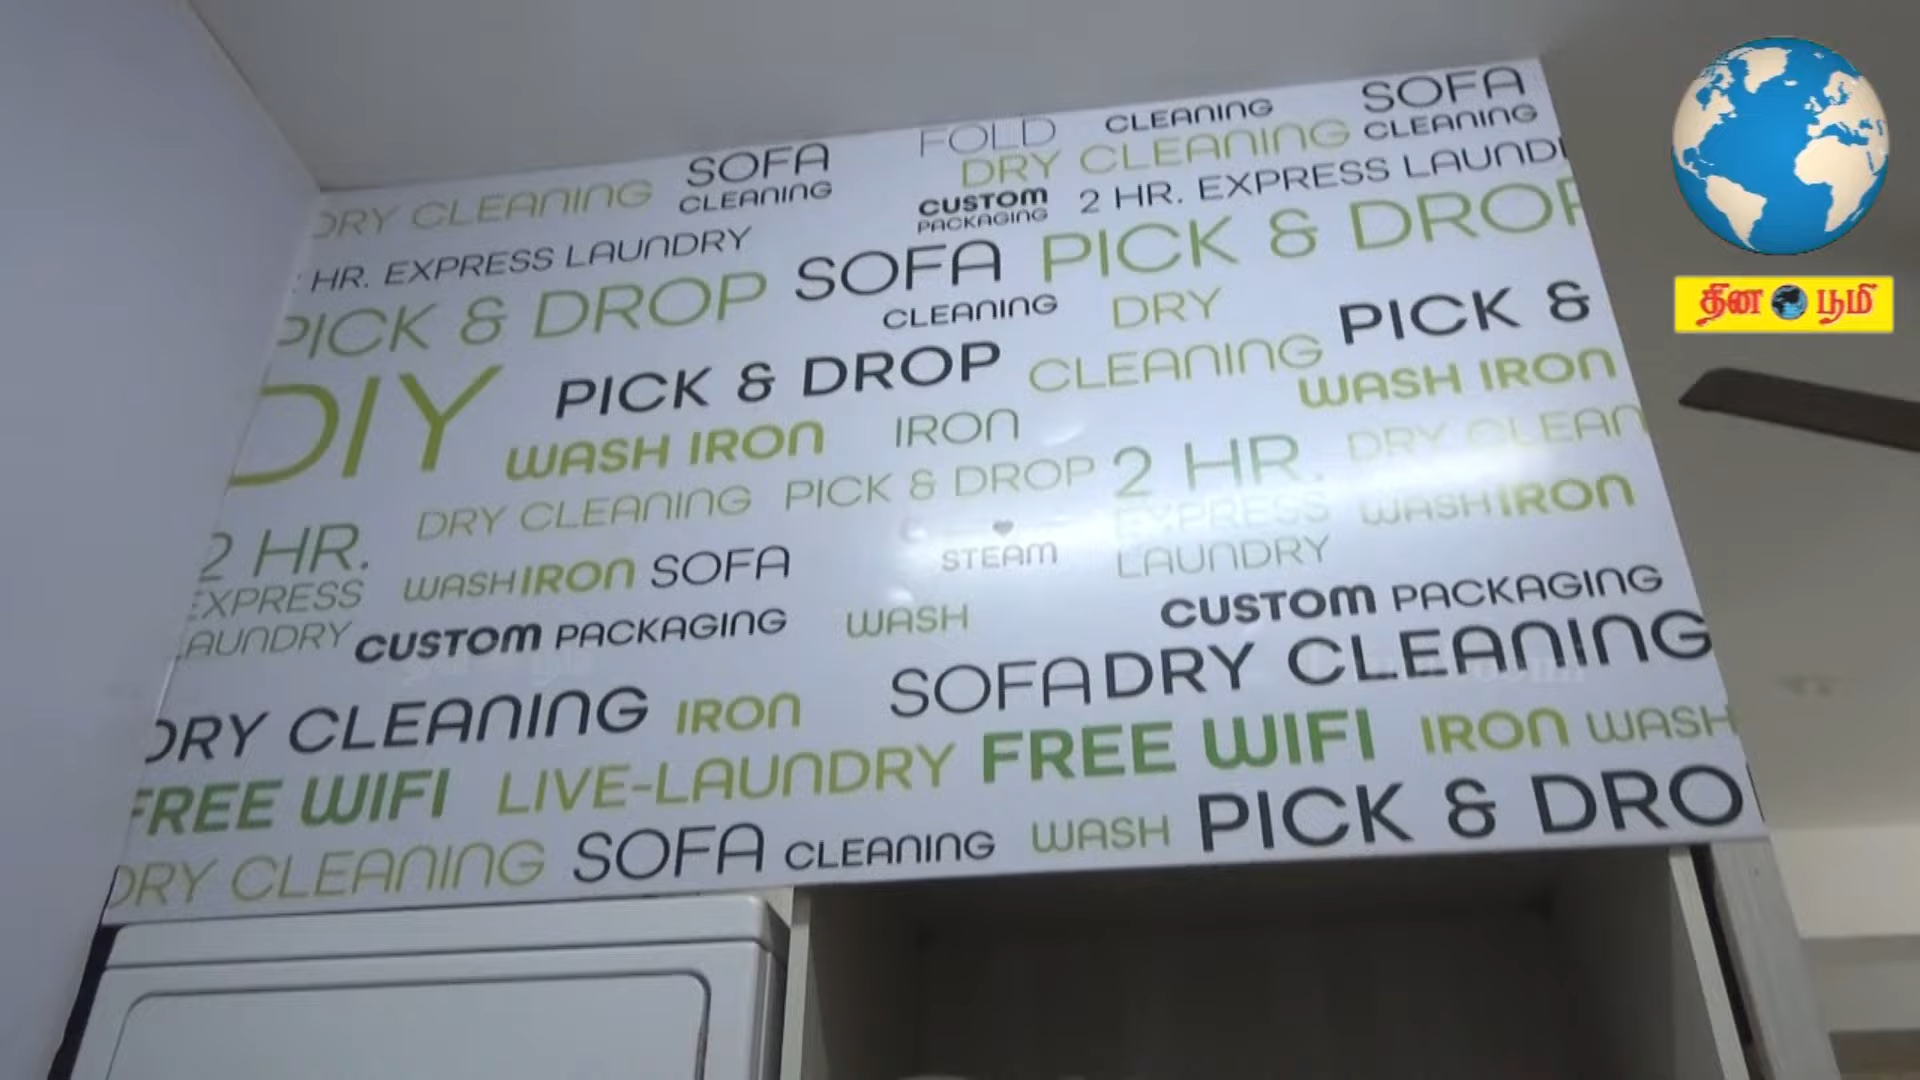 FOLD CLEANING SOFA
CLEANING
DRY CLEANING SOFA DRY CLEANING
CLEANING
CUSTOM 2 HR. EXPRESS LAUND
PACKAGING
HR. EXPRESS LAUNDRY
PICK & DROP SOFA PICK & DROP
CLEANING DRY PICK &
DIY PICK & DROP CLEANING WASH IRON
WASH IRON IRON
DRY CLEANING PICK & DROP 2 HR. DRY CLEAN
2 HR. STEAM EXPRESS WASHIRON
EXPRESS WASHIRON SOFA LAUNDRY
LAUNDRY CUSTOM PACKAGING WASH CUSTOM PACKAGING
DRY CLEANING IRON SOFA DRY CLEANING
FREE WIFI LIVE-LAUNDRY FREE WIFI IRON WASH
DRY CLEANING SOFA CLEANING WASH PICK & DRO
தின பூமி